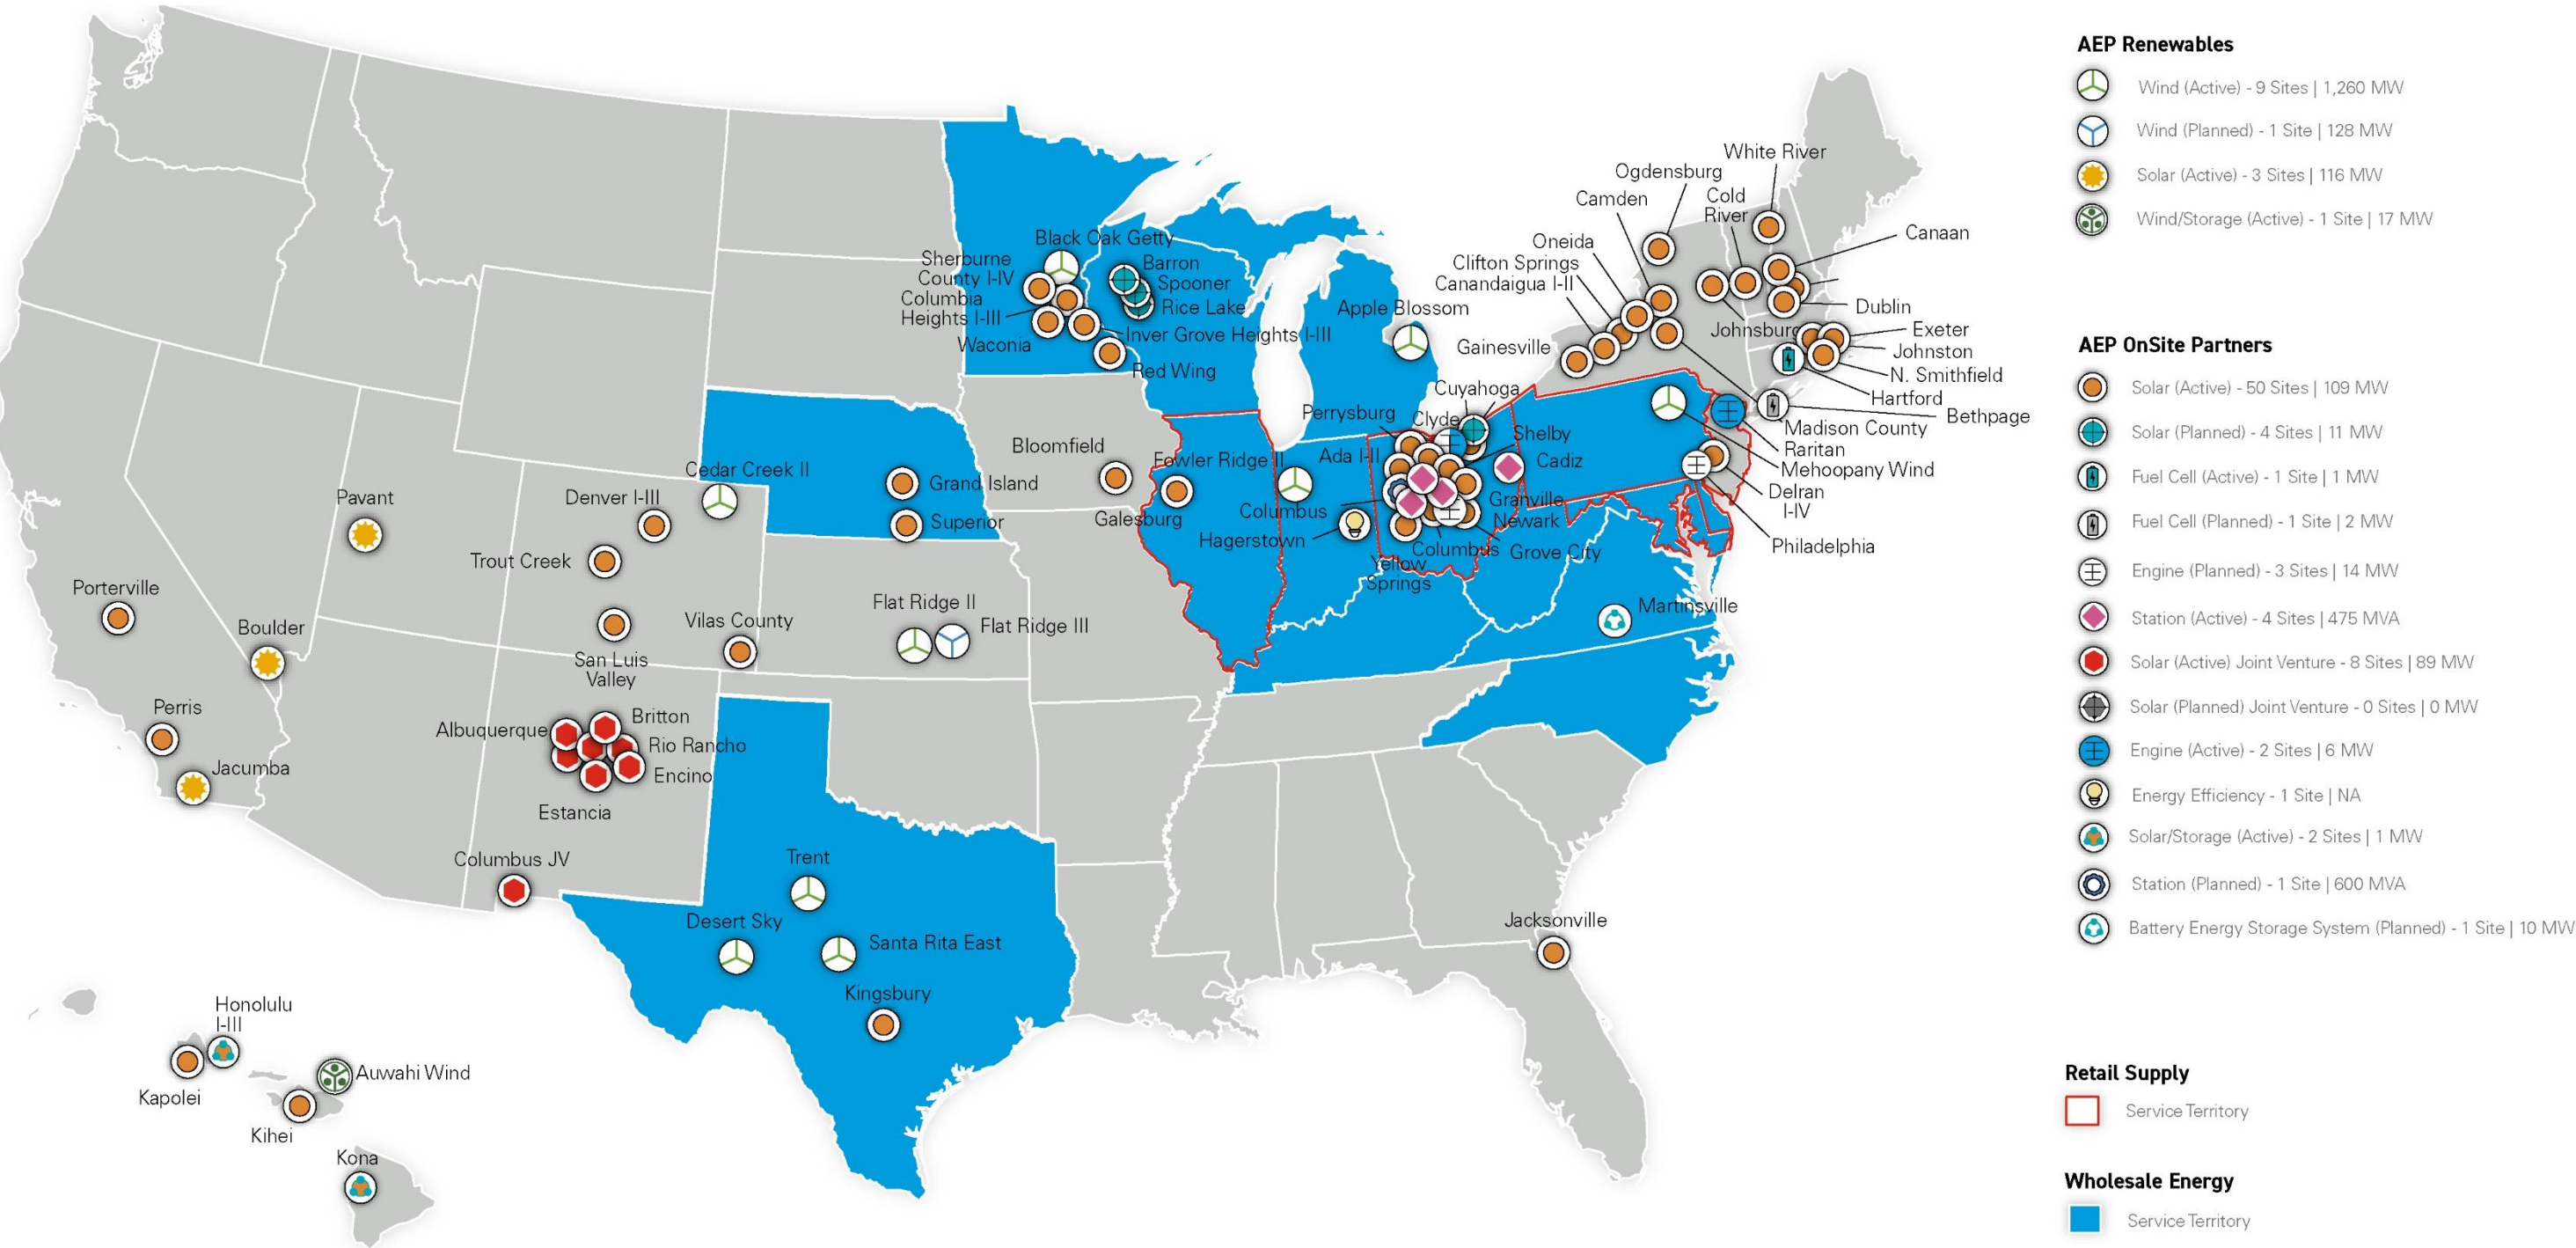 AEP Renewables
Wind (Active) - 9 Sites | 1,260 MW
Wind (Planned) - 1 Site | 128 MW
Solar (Active) - 3 Sites | 116 MW
Wind/Storage (Active) - 1 Site | 17 MW
AEP OnSite Partners
Solar (Active) - 50 Sites | 109 MW
Solar (Planned) - 4 Sites | 11 MW
Fuel Cell (Active) - 1 Site | 1 MW
Fuel Cell (Planned) - 1 Site | 2 MW
Engine (Planned) - 3 Sites | 14 MW
Station (Active) - 4 Sites | 475 MVA
Solar (Active) Joint Venture - 8 Sites | 89 MW
Solar (Planned) Joint Venture - 0 Sites | 0 MW
Engine (Active) - 2 Sites | 6 MW
Energy Efficiency - 1 Site | NA
Solar/Storage (Active) - 2 Sites | 1 MW
Station (Planned) - 1 Site | 600 MVA
Battery Energy Storage System (Planned) - 1 Site | 10 MW
Retail Supply
Service Territory
Wholesale Energy
Service Territory
White River
Ogdensburg
Cold
River
Camden
Canaan
Oneida
Clifton Springs
Canandaigua I-II
Dublin
Johnsburg
Exeter
Johnston
N. Smithfield
Gainesville
Hartford
Bethpage
Madison County
Raritan
Mehoopany Wind
Delran
I-IV
Philadelphia
Black Oak Getty
Sherburne
County I-IV
Barron
Spooner
Rice Lake
Columbia
Heights I-III
Inver Grove Heights I-III
Waconia
Red Wing
Apple Blossom
Cuyahoga
Perrysburg
Clyde
Shelby
Ada I-II
Cadiz
Bloomfield
Fowler Ridge II
Galesburg
Columbus
Granville
Newark
Hagerstown
Columbus
Grove City
Yellow
Springs
Martinsville
Cedar Creek II
Grand Island
Superior
Pavant
Denver I-III
Trout Creek
Porterville
Boulder
San Luis
Valley
Vilas County
Flat Ridge II
Flat Ridge III
Perris
Jacumba
Albuquerque
Britton
Rio Rancho
Encino
Estancia
Columbus JV
Trent
Desert Sky
Santa Rita East
Kingsbury
Jacksonville
Honolulu
I-III
Kapolei
Auwahi Wind
Kihei
Kona